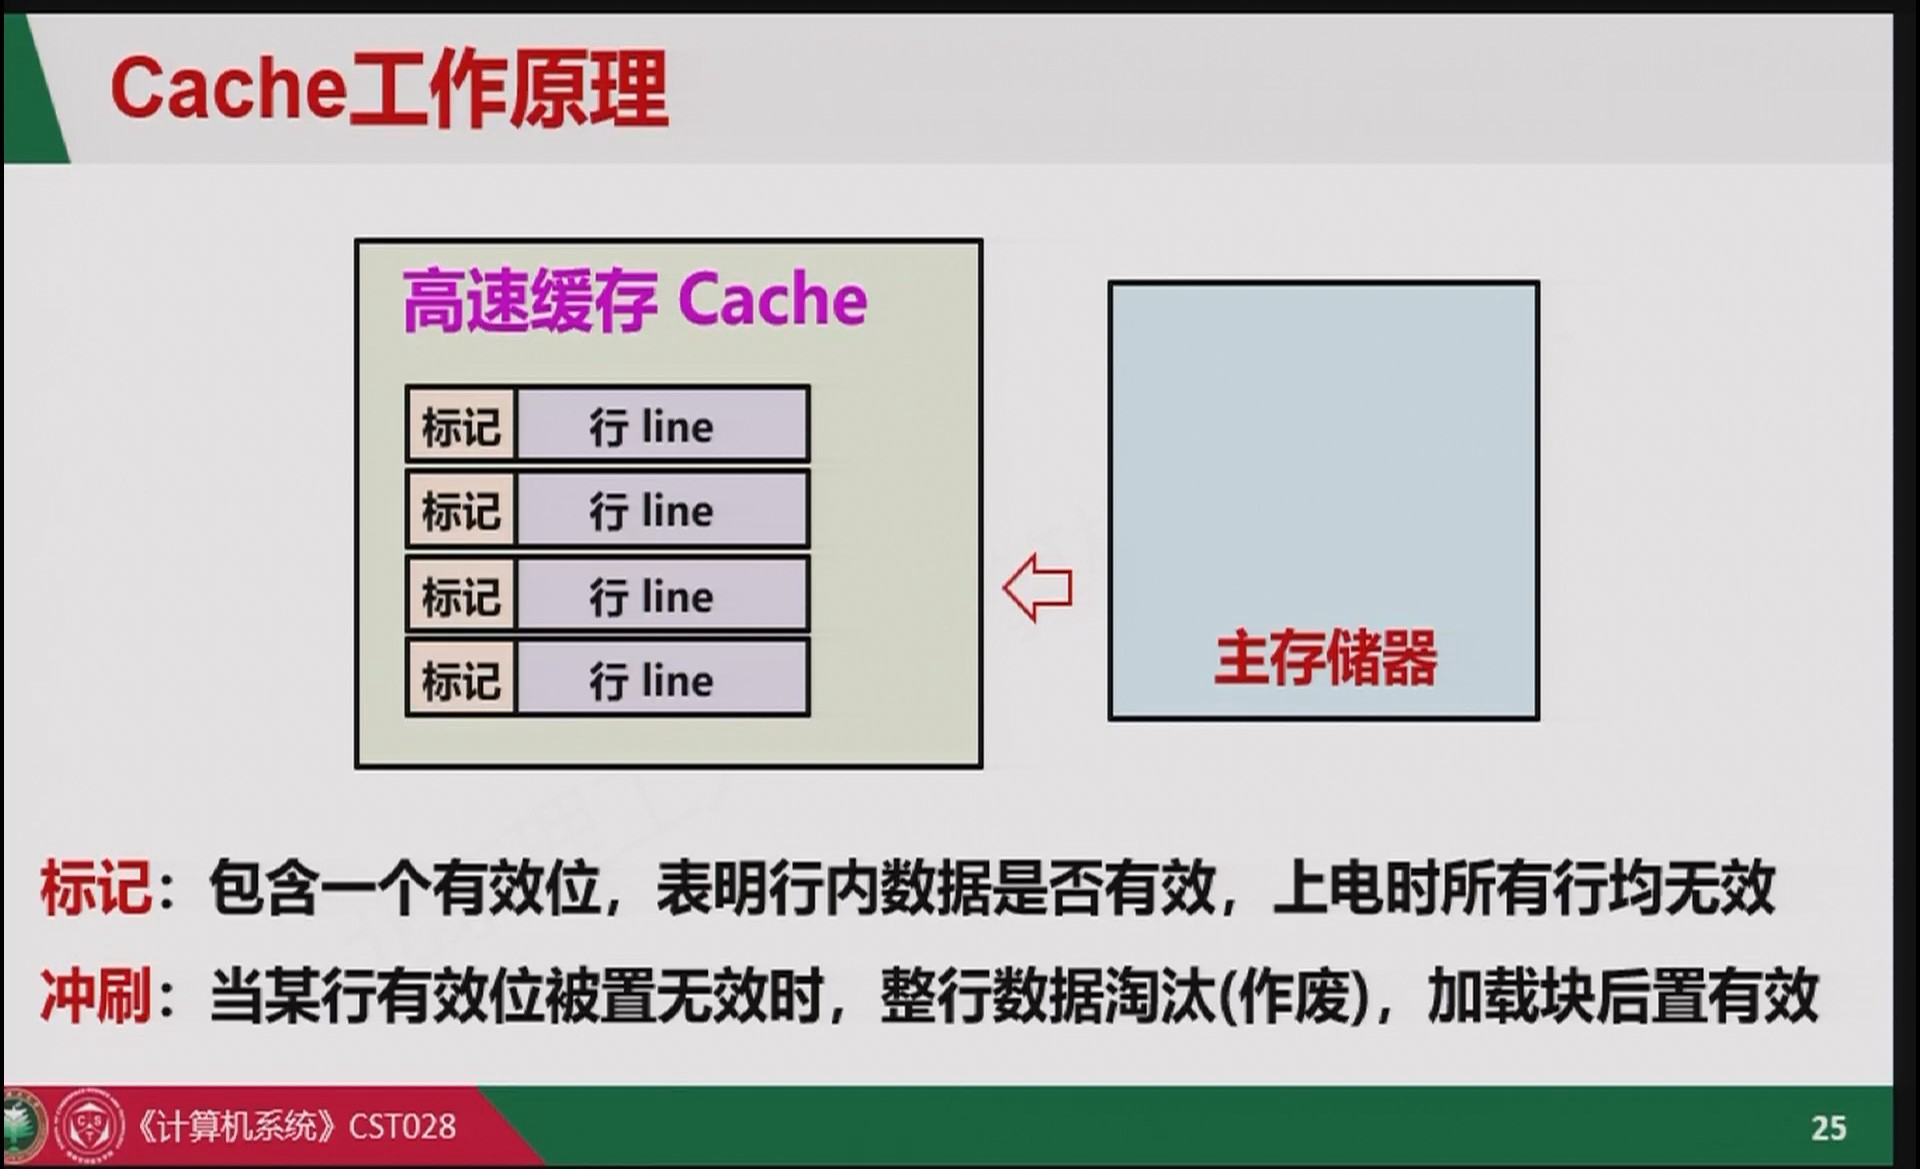 Cache工作原理
高速缓存 Cache
标记 行 line
标记 行 line
标记 行 line
标记 行 line
主存储器
标记：包含一个有效位，表明行内数据是否有效，上电时所有行均无效
冲刷：当某行有效位被置无效时，整行数据淘汰(作废)，加载块后置有效
《计算机系统》CST028
25